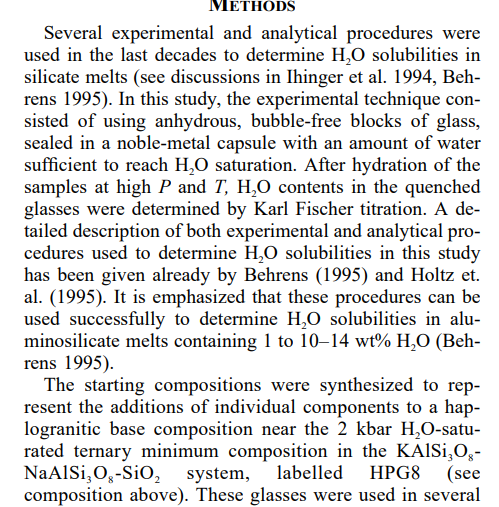 METHODS
Several experimental and analytical procedures were
used in the last decades to determine H₂O solubilities in
silicate melts (see discussions in Ihinger et al. 1994, Beh-
rens 1995). In this study, the experimental technique con-
sisted of using anhydrous, bubble-free blocks of glass,
sealed in a noble-metal capsule with an amount of water
sufficient to reach H₂O saturation. After hydration of the
samples at high P and T, H₂O contents in the quenched
glasses were determined by Karl Fischer titration. A de-
tailed description of both experimental and analytical pro-
cedures used to determine H₂O solubilities in this study
has been given already by Behrens (1995) and Holtz et.
al. (1995). It is emphasized that these procedures can be
used successfully to determine H₂O solubilities in alu-
minosilicate melts containing 1 to 10–14 wt% H₂O (Beh-
rens 1995).
The starting compositions were synthesized to rep-
resent the additions of individual components to a hap-
logranitic base composition near the 2 kbar H₂O-satu-
rated ternary minimum composition in the KAlSi₃O₈-
NaAlSi₃O₈-SiO₂ system, labelled HPG8 (see
composition above). These glasses were used in several